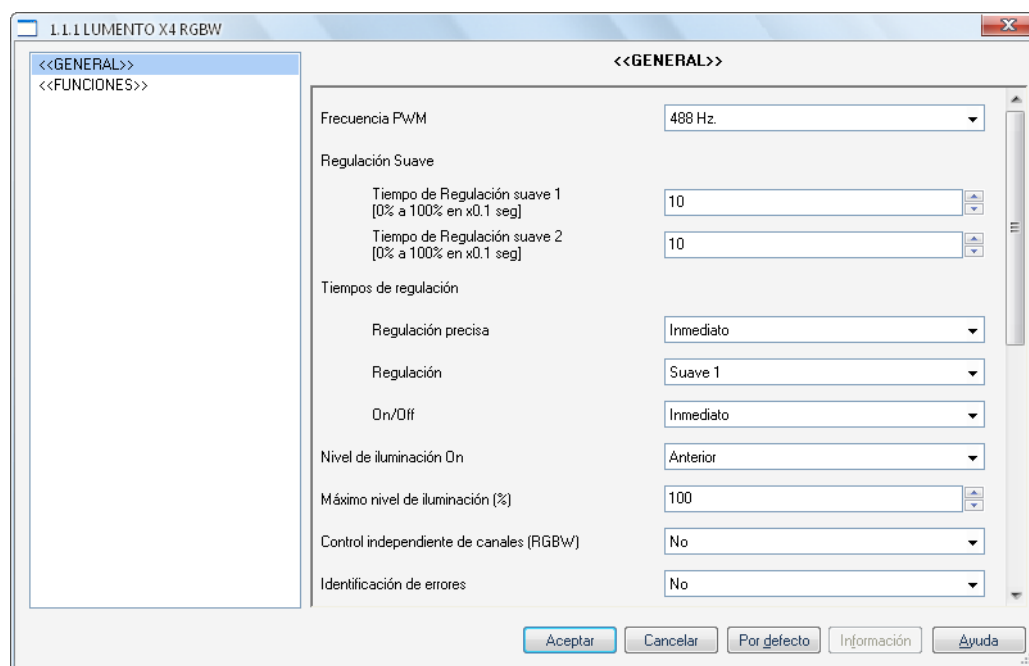 1.1.1 LUMENTO X4 RGBW
<<GENERAL>>
<<FUNCIONES>>
<<GENERAL>>
Frecuencia PWM
488 Hz.
Regulación Suave
Tiempo de Regulación suave 1
[0% a 100% en x0.1 seg]
10
Tiempo de Regulación suave 2
[0% a 100% en x0.1 seg]
10
Tiempos de regulación
Regulación precisa
Inmediato
Regulación
Suave 1
On/Off
Inmediato
Nivel de iluminación On
Anterior
Máximo nivel de iluminación (%)
100
Control independiente de canales (RGBW)
No
Identificación de errores
No
Aceptar
Cancelar
Por defecto
Información
Ayuda